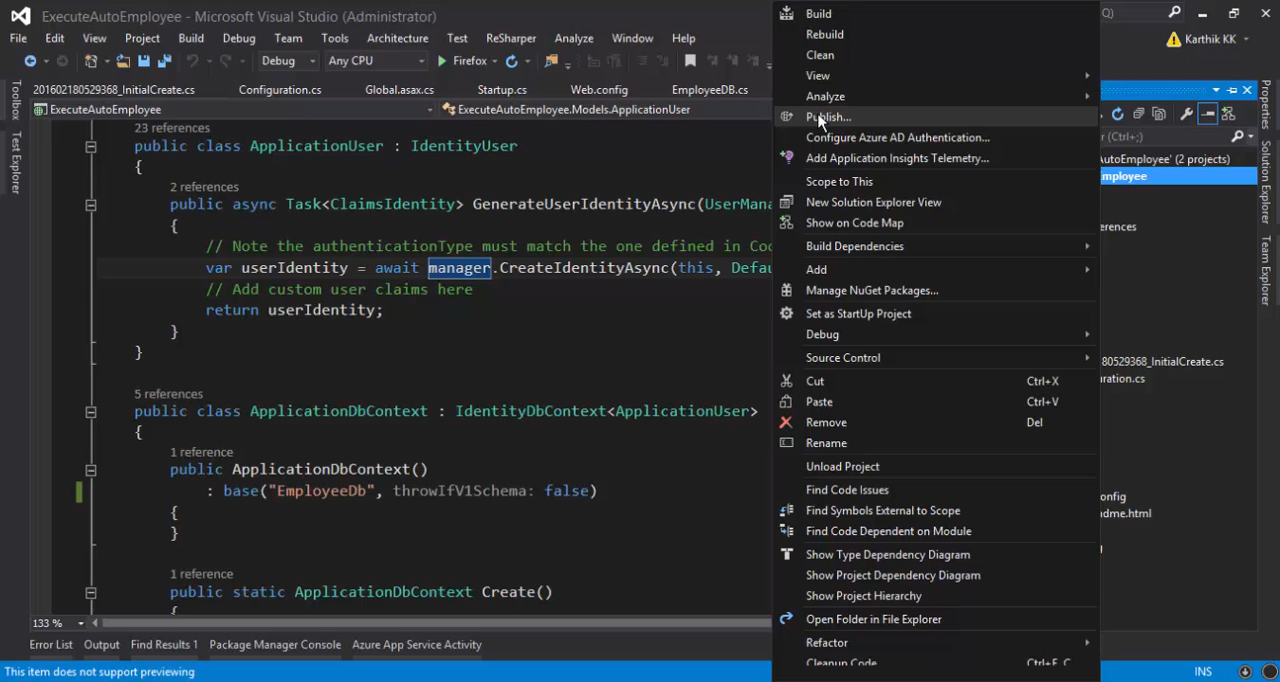 ExecuteAutoEmployee - Microsoft Visual Studio (Administrator)
File Edit View Project Build Debug Team Tools Architecture Test ReSharper Analyze Window Help
Karthik KK
Debug Any CPU Firefox
201602180529368_InitialCreate.cs Configuration.cs Global.asax.cs Startup.cs Web.config EmployeeDB.cs
ExecuteAutoEmployee ExecuteAutoEmployee.Models.ApplicationUser
Toolbox
Test Explorer
23 references
public class ApplicationUser : IdentityUser
{
2 references
public async Task<ClaimsIdentity> GenerateUserIdentityAsync(UserMana
{
// Note the authenticationType must match the one defined in Coo
var userIdentity = await manager.CreateIdentityAsync(this, Defau
// Add custom user claims here
return userIdentity;
}
}
5 references
public class ApplicationDbContext : IdentityDbContext<ApplicationUser>
{
1 reference
public ApplicationDbContext()
: base("EmployeeDb", throwIfV1Schema: false)
{
}
1 reference
public static ApplicationDbContext Create()
{
133 %
Error List Output Find Results 1 Package Manager Console Azure App Service Activity
This item does not support previewing
INS
Build
Rebuild
Clean
View
Analyze
Publish...
Configure Azure AD Authentication...
Add Application Insights Telemetry...
Scope to This
New Solution Explorer View
Show on Code Map
Build Dependencies
Add
Manage NuGet Packages...
Set as StartUp Project
Debug
Source Control
Cut Ctrl+X
Paste Ctrl+V
Remove Del
Rename
Unload Project
Find Code Issues
Find Symbols External to Scope
Find Code Dependent on Module
Show Type Dependency Diagram
Show Project Dependency Diagram
Show Project Hierarchy
Open Folder in File Explorer
Refactor
Cleanup Code
(Ctrl+;)
AutoEmployee' (2 projects)
mployee
erences
80529368_InitialCreate.cs
uration.cs
onfig
dme.html
Properties
Solution Explorer
Team Explorer